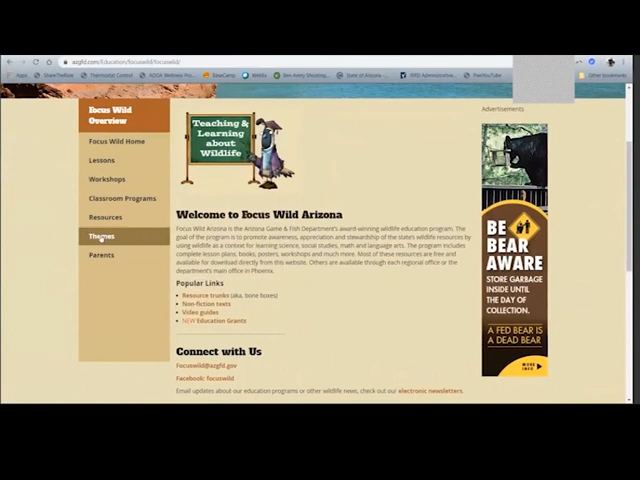 azgfd.com/Education/focuswild/focuswild/
Apps
ShareTheRide
Thermostat Control
ADOA Wellness Pro...
BaseCamp
WebEx
Ben Avery Shooting...
State of Arizona -...
Administrative...
Other bookmarks
Focus Wild
Overview
Focus Wild Home
Lessons
Workshops
Classroom Programs
Resources
Themes
Parents
Teaching &
Learning
about
Wildlife
Welcome to Focus Wild Arizona
Focus Wild Arizona is the Arizona Game & Fish Department's award-winning wildlife education program. The
goal of the program is to promote awareness, appreciation and stewardship of the state's wildlife resources by
using wildlife as a context for learning science, social studies, math and language arts. The program includes
complete lesson plans, books, posters, workshops and much more. Most of these resources are free and
available for download directly from this website. Others are available through each regional office or the
department's main office in Phoenix.
Popular Links
• Resource trunks (aka, bone boxes)
• Non-fiction texts
• Video guides
• NEW Education Grants
Connect with Us
Focuswild@azgfd.gov
Facebook: focuswild
Email updates about our education programs or other wildlife news, check out our electronic newsletters.
Advertisements
BE
BEAR
AWARE
STORE GARBAGE
INSIDE UNTIL
THE DAY OF
COLLECTION.
A FED BEAR IS
A DEAD BEAR
MORE
INFO